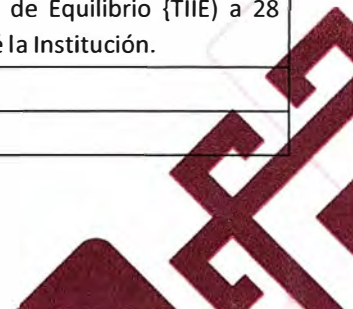 de Equilibrio {TIIE) a 28
é la Institución.